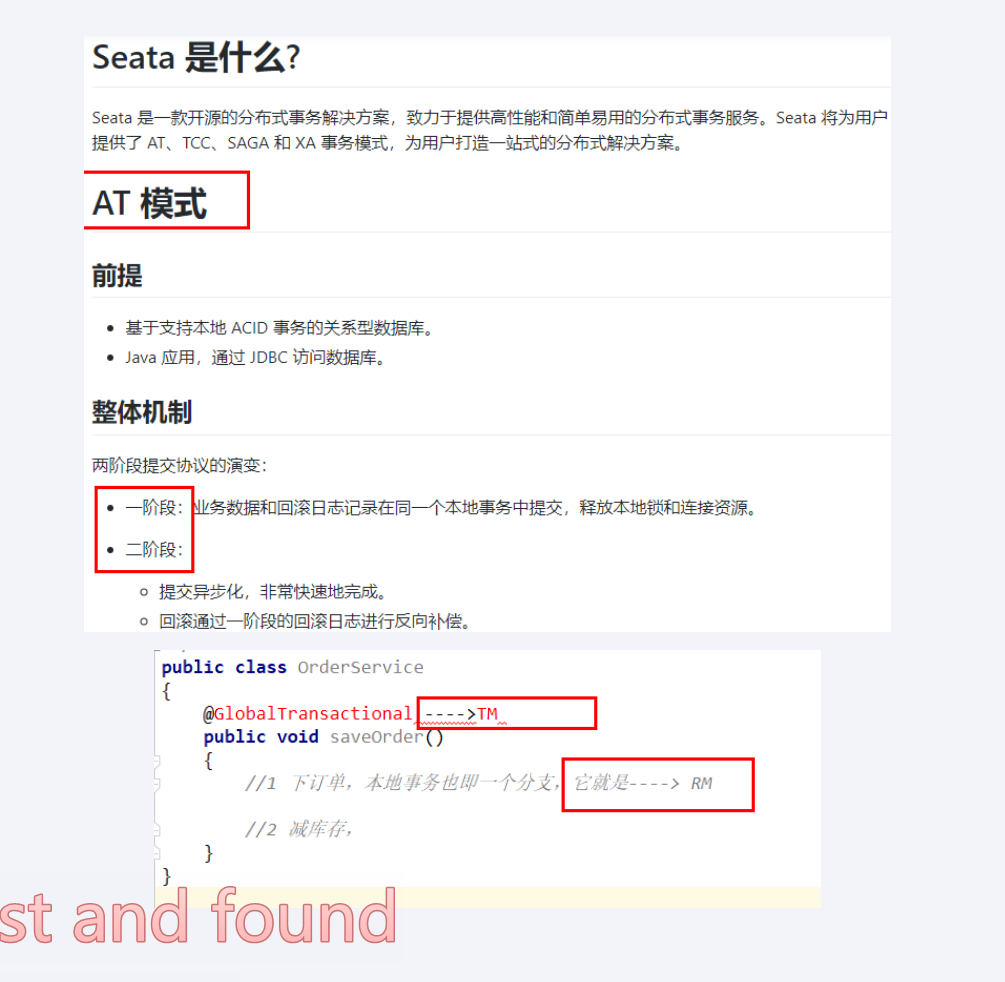 Seata 是什么?
Seata 是一款开源的分布式事务解决方案，致力于提供高性能和简单易用的分布式事务服务。Seata 将为用户
提供了 AT、TCC、SAGA 和 XA 事务模式，为用户打造一站式的分布式解决方案。
AT 模式
前提
• 基于支持本地 ACID 事务的关系型数据库。
• Java 应用，通过 JDBC 访问数据库。
整体机制
两阶段提交协议的演变：
• 一阶段：业务数据和回滚日志记录在同一个本地事务中提交，释放本地锁和连接资源。
• 二阶段：
○ 提交异步化，非常快速地完成。
○ 回滚通过一阶段的回滚日志进行反向补偿。
public class OrderService
{
@GlobalTransactional ---->TM
public void saveOrder()
{
//1 下订单，本地事务也即一个分支，它就是----> RM
//2 减库存，
}
}
st and found